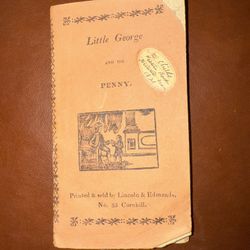 Little George
AND HIS
PENNY.
Printed & sold by Lincoln & Edmands,
No. 53 Cornhill.